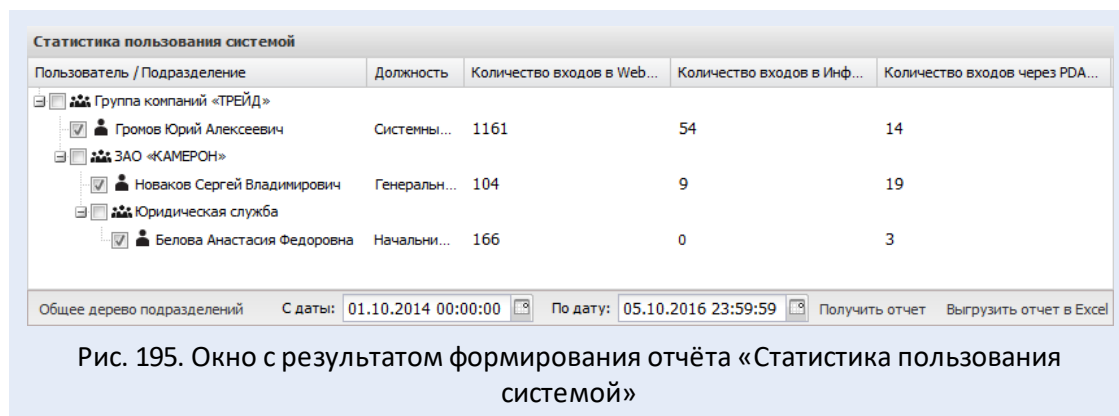 Статистика пользования системой
Пользователь / Подразделение Должность Количество входов в Web... Количество входов в Инф... Количество входов через PDA...
Группа компаний «ТРЕЙД»
Громов Юрий Алексеевич Системны... 1161 54 14
ЗАО «КАМЕРОН»
Новаков Сергей Владимирович Генеральн... 104 9 19
Юридическая служба
Белова Анастасия Федоровна Начальни... 166 0 3
Общее дерево подразделений С даты: 01.10.2014 00:00:00 По дату: 05.10.2016 23:59:59 Получить отчет Выгрузить отчет в Excel
Рис. 195. Окно с результатом формирования отчёта «Статистика пользования
системой»